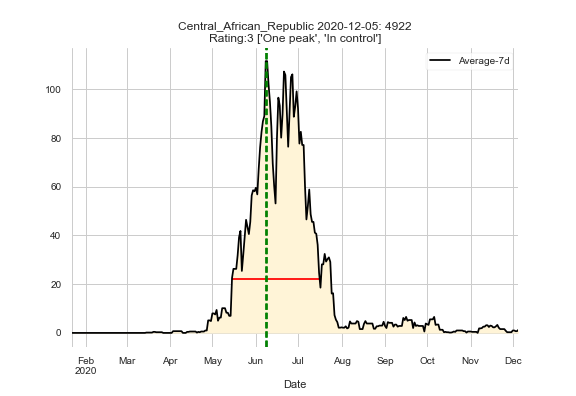 Central_African_Republic 2020-12-05: 4922
Rating:3 ['One peak', 'In control']
Average-7d
100
80
60
40
20
0
Feb Mar Apr May Jun Jul Aug Sep Oct Nov Dec
2020
Date